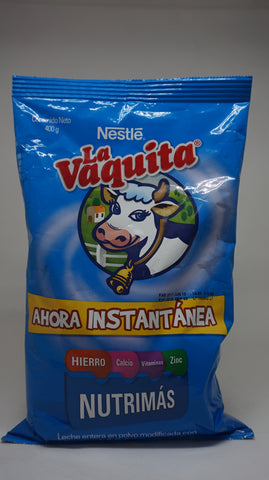 Contenido Neto
400 g
Nestlé
La
Vaquita
AHORA INSTANTÁNEA
HIERRO Calcio Vitaminas Zinc
NUTRIMÁS
Leche entera en polvo modificada con